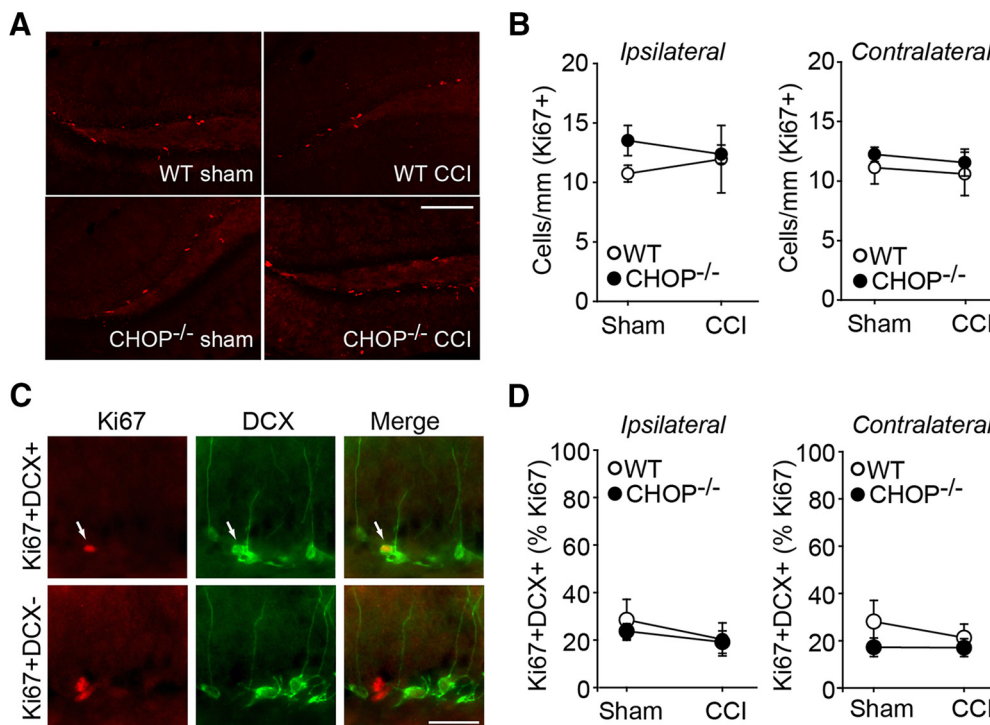 A
WT sham
WT CCI
CHOP-/- sham
CHOP-/- CCI
B
Ipsilateral
Contralateral
Cells/mm (Ki67+)
20
15
10
5
0
WT
CHOP-/-
Sham
CCI
Cells/mm (Ki67+)
20
15
10
5
0
WT
CHOP-/-
Sham
CCI
C
Ki67
DCX
Merge
Ki67+DCX+
Ki67+DCX-
D
Ipsilateral
Contralateral
Ki67+DCX+ (% Ki67)
100
80
60
40
20
0
WT
CHOP-/-
Sham
CCI
Ki67+DCX+ (% Ki67)
100
80
60
40
20
0
WT
CHOP-/-
Sham
CCI